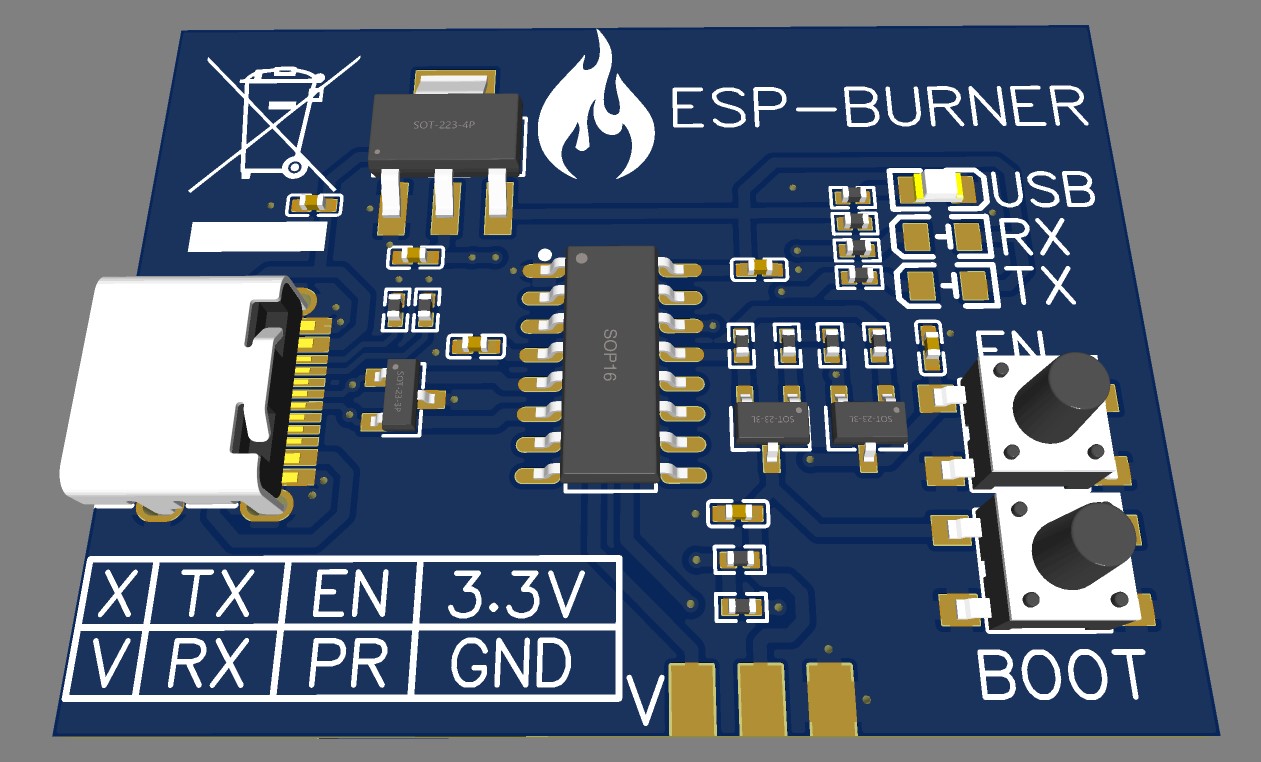 ESP-BURNER
SOT-223-4P
USB
RX
TX
EN
SOP16
SOT-23-3P
SOT-23-3L
SOT-23-3L
X TX EN 3.3V
V RX PR GND
V
BOOT